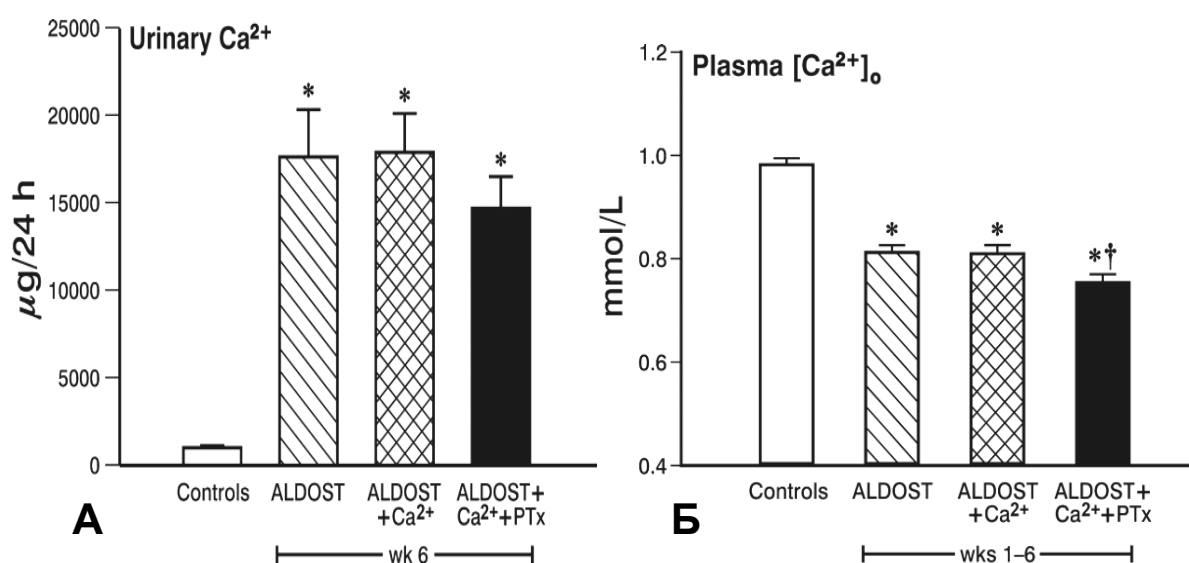 Urinary Ca²⁺
µg/24 h
25000
20000
15000
10000
5000
0
*
*
*
Controls
ALDOST
ALDOST
+Ca²⁺
ALDOST+
Ca²⁺+PTx
wk 6
А
Plasma [Ca²⁺]ₒ
mmol/L
1.2
1.0
0.8
0.6
0.4
*
*
*†
Controls
ALDOST
ALDOST
+Ca²⁺
ALDOST+
Ca²⁺+PTx
wks 1–6
Б